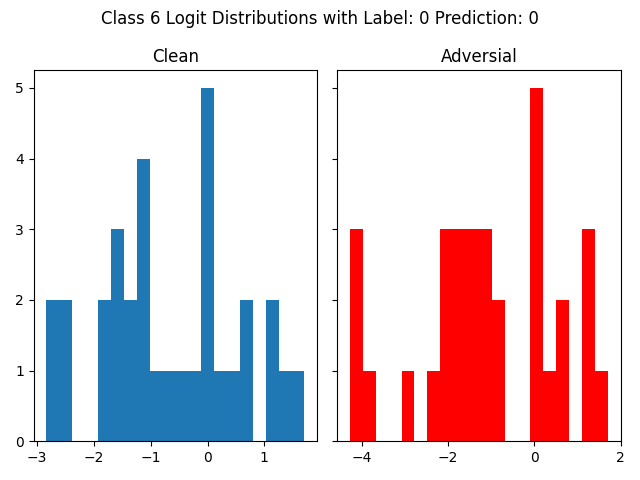 Class 6 Logit Distributions with Label: 0 Prediction: 0
Clean
Adversial
5
4
3
2
1
0
−3 −2 −1 0 1
−4 −2 0 2